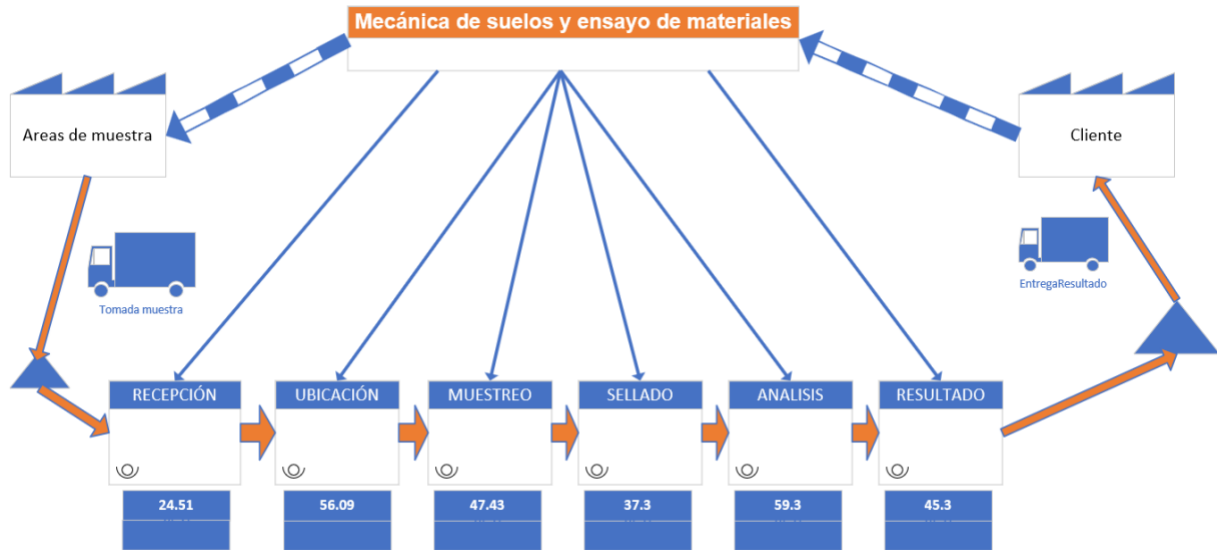 Mecánica de suelos y ensayo de materiales
Areas de muestra
Cliente
Tomada muestra
EntregaResultado
RECEPCIÓN
UBICACIÓN
MUESTREO
SELLADO
ANALISIS
RESULTADO
24.51
56.09
47.43
37.3
59.3
45.3